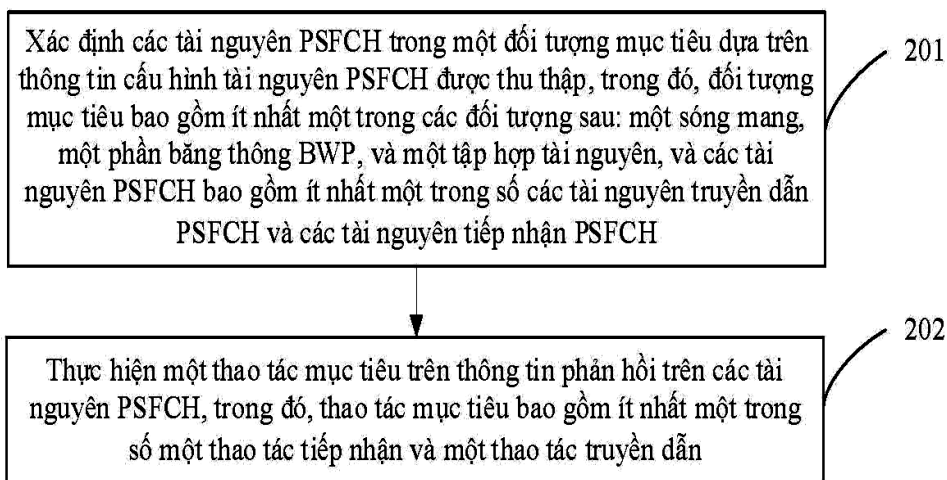 Xác định các tài nguyên PSFCH trong một đối tượng mục tiêu dựa trên
thông tin cấu hình tài nguyên PSFCH được thu thập, trong đó, đối tượng
mục tiêu bao gồm ít nhất một trong các đối tượng sau: một sóng mang,
một phần băng thông BWP, và một tập hợp tài nguyên, và các tài
nguyên PSFCH bao gồm ít nhất một trong số các tài nguyên truyền dẫn
PSFCH và các tài nguyên tiếp nhận PSFCH
201
Thực hiện một thao tác mục tiêu trên thông tin phản hồi trên các tài
nguyên PSFCH, trong đó, thao tác mục tiêu bao gồm ít nhất một trong
số một thao tác tiếp nhận và một thao tác truyền dẫn
202